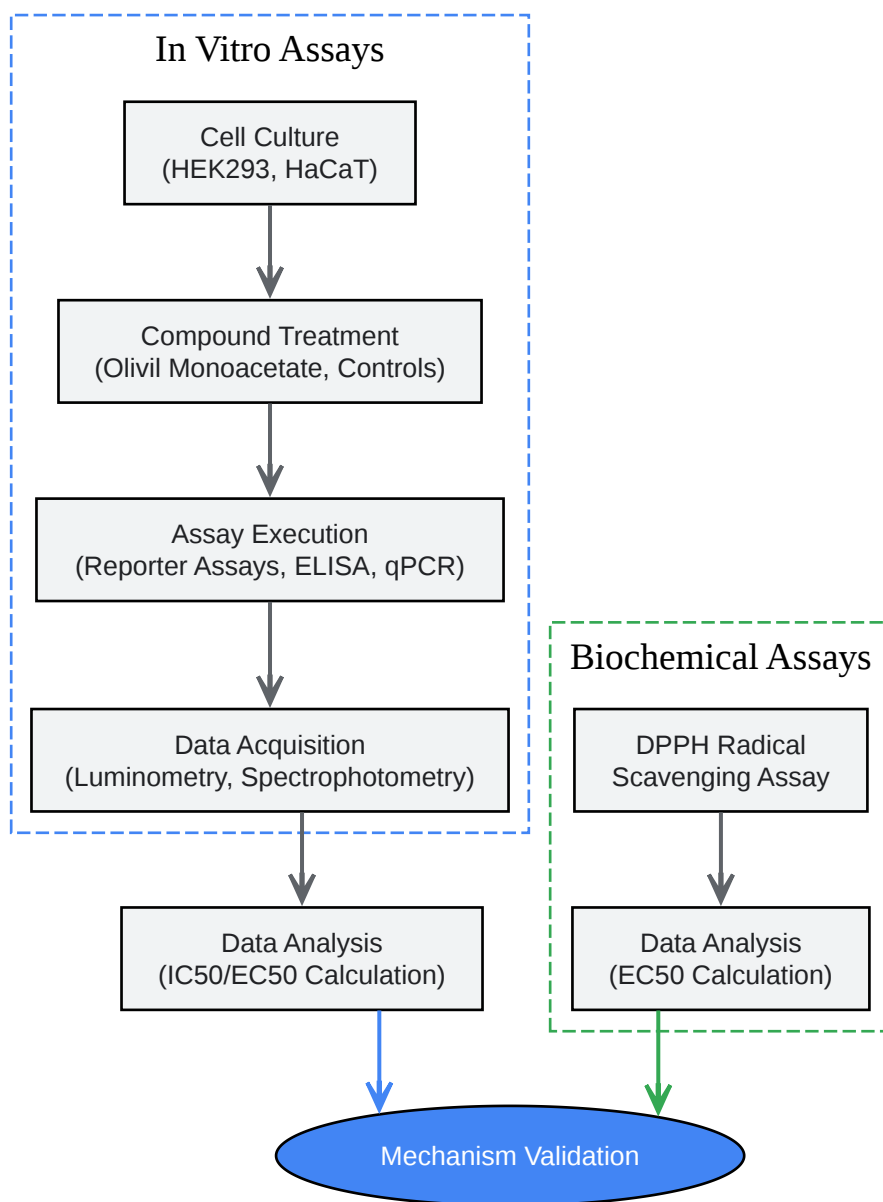 In Vitro Assays
Cell Culture
(HEK293, HaCaT)
Compound Treatment
(Olivil Monoacetate, Controls)
Assay Execution
(Reporter Assays, ELISA, qPCR)
Data Acquisition
(Luminometry, Spectrophotometry)
Data Analysis
(IC50/EC50 Calculation)
Biochemical Assays
DPPH Radical
Scavenging Assay
Data Analysis
(EC50 Calculation)
Mechanism Validation